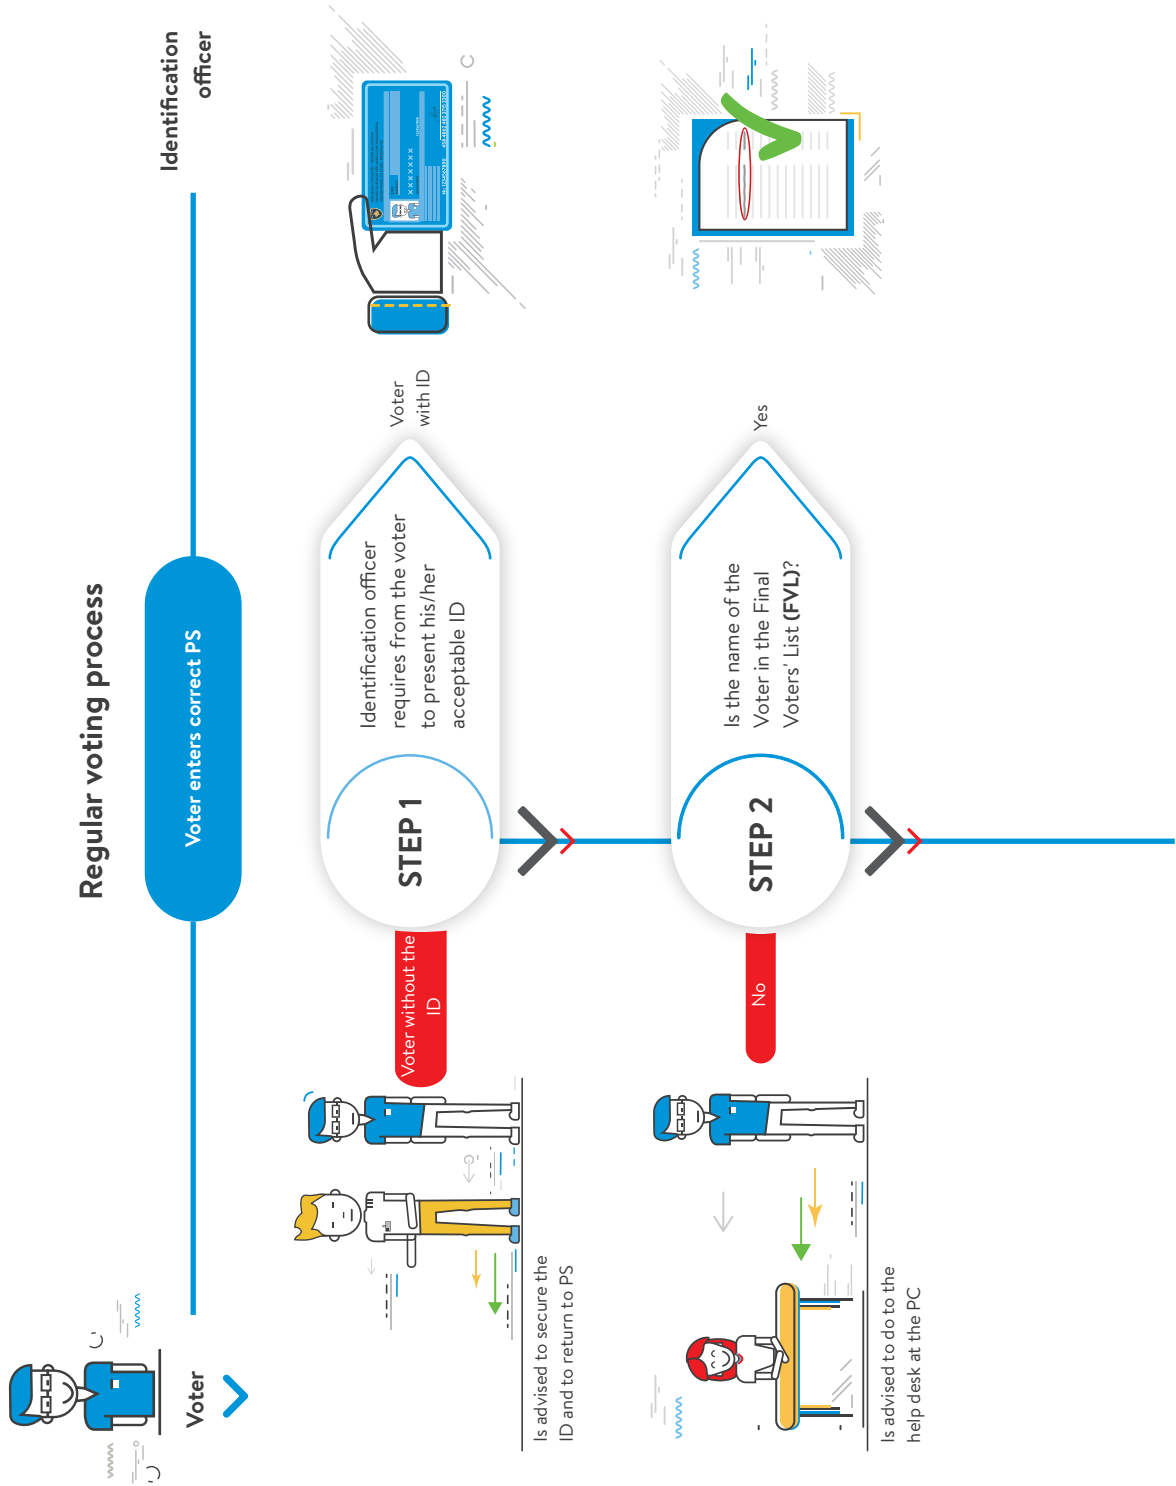 Regular voting process
Voter
Voter enters correct PS
Identification
officer
Voter without the
ID
STEP 1
Identification officer
requires from the voter
to present his/her
acceptable ID
Voter
with ID
Is advised to secure the
ID and to return to PS
No
STEP 2
Is the name of the
Voter in the Final
Voters' List (FVL)?
Yes
Is advised to do to the
help desk at the PC